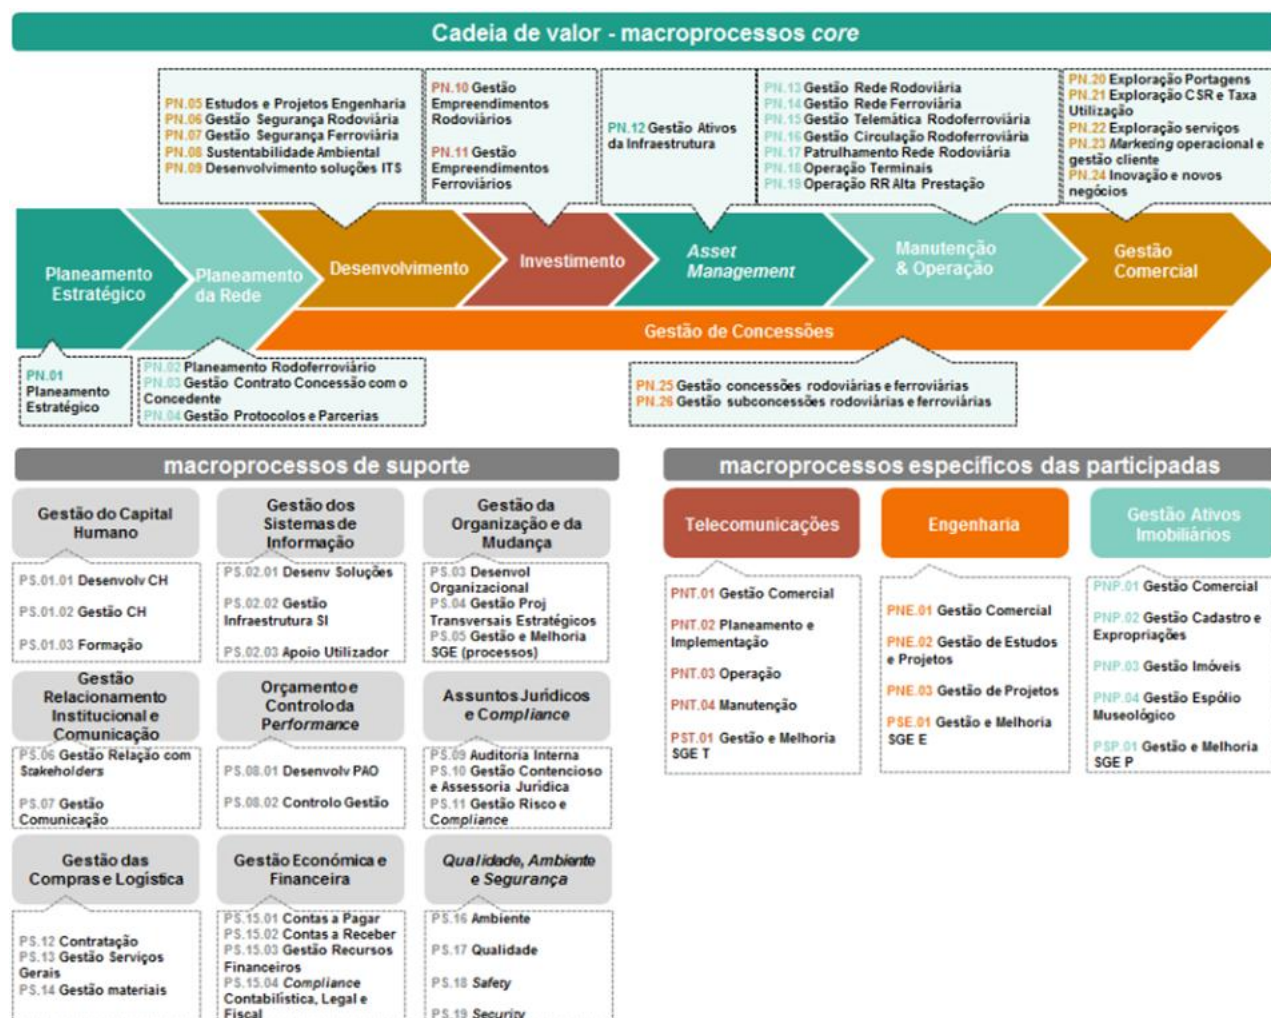 Cadeia de valor - macroprocessos core
PN.05 Estudos e Projetos Engenharia
PN.06 Gestão Segurança Rodoviária
PN.07 Gestão Segurança Ferroviária
PN.08 Sustentabilidade Ambiental
PN.09 Desenvolvimento soluções ITS
PN.10 Gestão
Empreendimentos
Rodoviários
PN.11 Gestão
Empreendimentos
Ferroviários
PN.12 Gestão Ativos
da Infraestrutura
PN.13 Gestão Rede Rodoviária
PN.14 Gestão Rede Ferroviária
PN.15 Gestão Telemática Rodoferroviária
PN.16 Gestão Circulação Rodoferroviária
PN.17 Patrulhamento Rede Rodoviária
PN.18 Operação Terminais
PN.19 Operação RR Alta Prestação
PN.20 Exploração Portagens
PN.21 Exploração CSR e Taxa
Utilização
PN.22 Exploração serviços
PN.23 Marketing operacional e
gestão cliente
PN.24 Inovação e novos
negócios
Planeamento
Estratégico
Planeamento
da Rede
Desenvolvimento
Investimento
Asset
Management
Manutenção
& Operação
Gestão
Comercial
Gestão de Concessões
PN.01
Planeamento
Estratégico
PN.02 Planeamento Rodoferroviário
PN.03 Gestão Contrato Concessão com o
Concedente
PN.04 Gestão Protocolos e Parcerias
PN.25 Gestão concessões rodoviárias e ferroviárias
PN.26 Gestão subconcessões rodoviárias e ferroviárias
macroprocessos de suporte
Gestão do Capital
Humano
PS.01.01 Desenvolv CH
PS.01.02 Gestão CH
PS.01.03 Formação
Gestão dos
Sistemas de
Informação
PS.02.01 Desenv Soluções
PS.02.02 Gestão
Infraestrutura SI
PS.02.03 Apoio Utilizador
Gestão da
Organização e da
Mudança
PS.03 Desenvol
Organizacional
PS.04 Gestão Proj
Transversais Estratégicos
PS.05 Gestão e Melhoria
SGE (processos)
Gestão
Relacionamento
Institucional e
Comunicação
PS.06 Gestão Relação com
Stakeholders
PS.07 Gestão
Comunicação
Orçamento e
Controlo da
Performance
PS.08.01 Desenvolv PAO
PS.08.02 Controlo Gestão
Assuntos Jurídicos
e Compliance
PS.09 Auditoria Interna
PS.10 Gestão Contencioso
e Assessoria Jurídica
PS.11 Gestão Risco e
Compliance
Gestão das
Compras e Logística
PS.12 Contratação
PS.13 Gestão Serviços
Gerais
PS.14 Gestão materiais
Gestão Económica e
Financeira
PS.15.01 Contas a Pagar
PS.15.02 Contas a Receber
PS.15.03 Gestão Recursos
Financeiros
PS.15.04 Compliance
Contabilística, Legal e
Fiscal
Qualidade, Ambiente
e Segurança
PS.16 Ambiente
PS.17 Qualidade
PS.18 Safety
PS.19 Security
macroprocessos específicos das participadas
Telecomunicações
PNT.01 Gestão Comercial
PNT.02 Planeamento e
Implementação
PNT.03 Operação
PNT.04 Manutenção
PST.01 Gestão e Melhoria
SGE T
Engenharia
PNE.01 Gestão Comercial
PNE.02 Gestão de Estudos
e Projetos
PNE.03 Gestão de Projetos
PSE.01 Gestão e Melhoria
SGE E
Gestão Ativos
Imobiliários
PNP.01 Gestão Comercial
PNP.02 Gestão Cadastro e
Expropriações
PNP.03 Gestão Imóveis
PNP.04 Gestão Espólio
Museológico
PSP.01 Gestão e Melhoria
SGE P